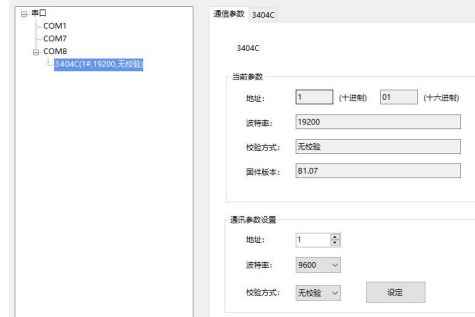 串口
COM1
COM7
COM8
3404C(1#,19200,无校验)
通信参数 3404C
3404C
当前参数
地址: 1 (十进制) 01 (十六进制)
波特率: 19200
校验方式: 无校验
固件版本: B1.07
通讯参数设置
地址: 1
波特率: 9600
校验方式: 无校验 设定